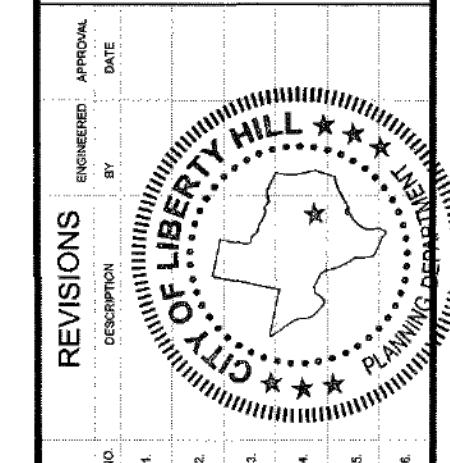 REVISIONS
ENGINEERED
APPROVAL
NO.
DESCRIPTION
BY
DATE
1.
2.
3.
4.
5.
6.
CITY OF LIBERTY HILL
PLANNING DEPARTMENT